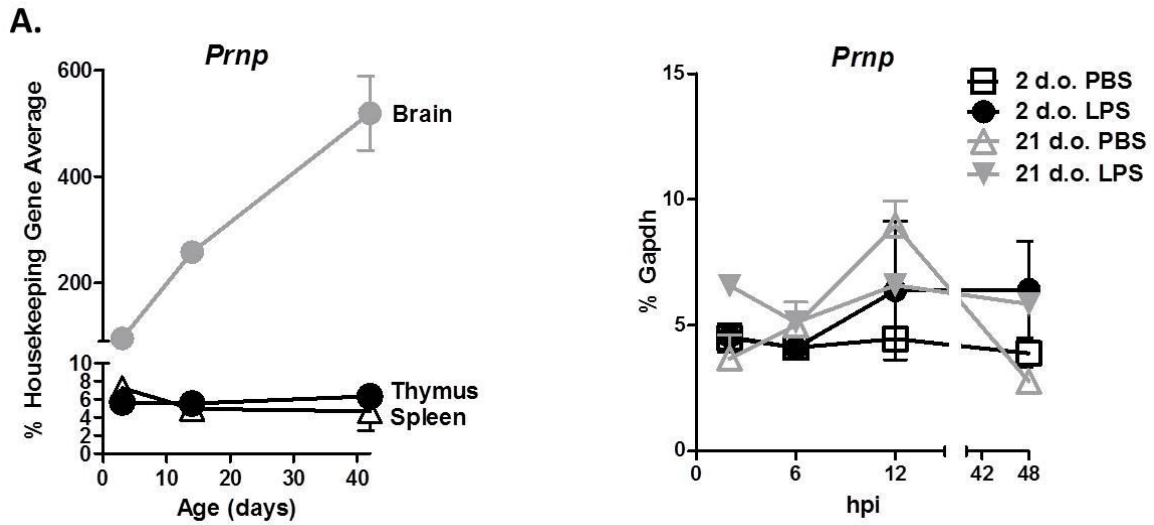 A.
Prnp
600
400
200
10
8
6
4
2
0
% Housekeeping Gene Average
Brain
Thymus
Spleen
0 10 20 30 40
Age (days)
Prnp
15
10
5
0
% Gapdh
2 d.o. PBS
2 d.o. LPS
21 d.o. PBS
21 d.o. LPS
0 6 12 42 48
hpi